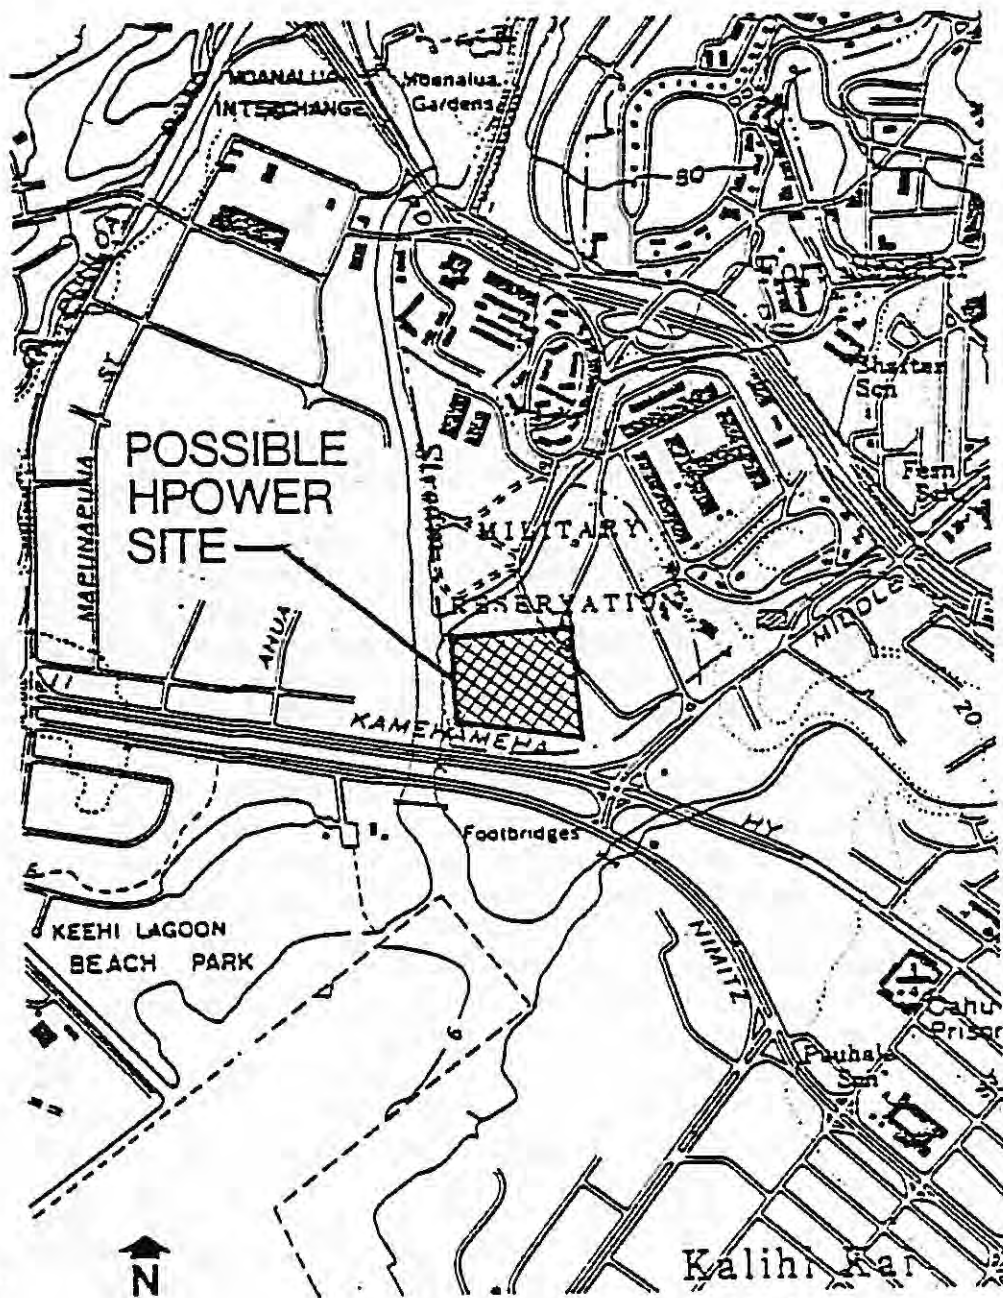 MOANALUA
INTERCHANGE
Moanalua
Gardens
80
Shafter
Sch
Fern
Sch
ST
MAPUNAPUNA
POSSIBLE
HPOWER
SITE
MILITARY
RESERVATION
AHUA
MIDDLE
KAMEHAMEHA
HY
20
Footbridges
KEEHI LAGOON
BEACH PARK
NIMITZ
6
Oahu
Prison
Puuhale
Sch
Kalihi Kai
N